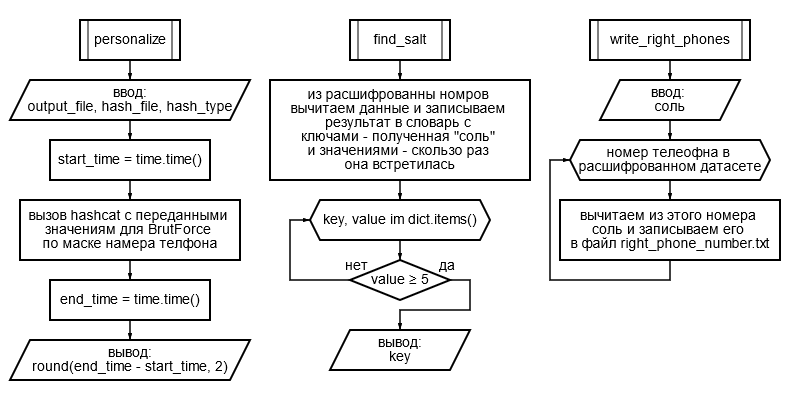 personalize
ввод:
output_file, hash_file, hash_type
start_time = time.time()
вызов hashcat с переданными
значениям для BrutForce
по маске намера телфона
end_time = time.time()
вывод:
round(end_time - start_time, 2)
find_salt
из расшифрованны номров
вычитаем данные и записываем
результат в словарь с
ключами - полученная "соль"
и значениями - скользо раз
она встретилась
key, value im dict.items()
нет
да
value ≥ 5
вывод:
key
write_right_phones
ввод:
соль
номер телеофна в
расшифрованном датасете
вычитаем из этого номера
соль и записываем его
в файл right_phone_number.txt